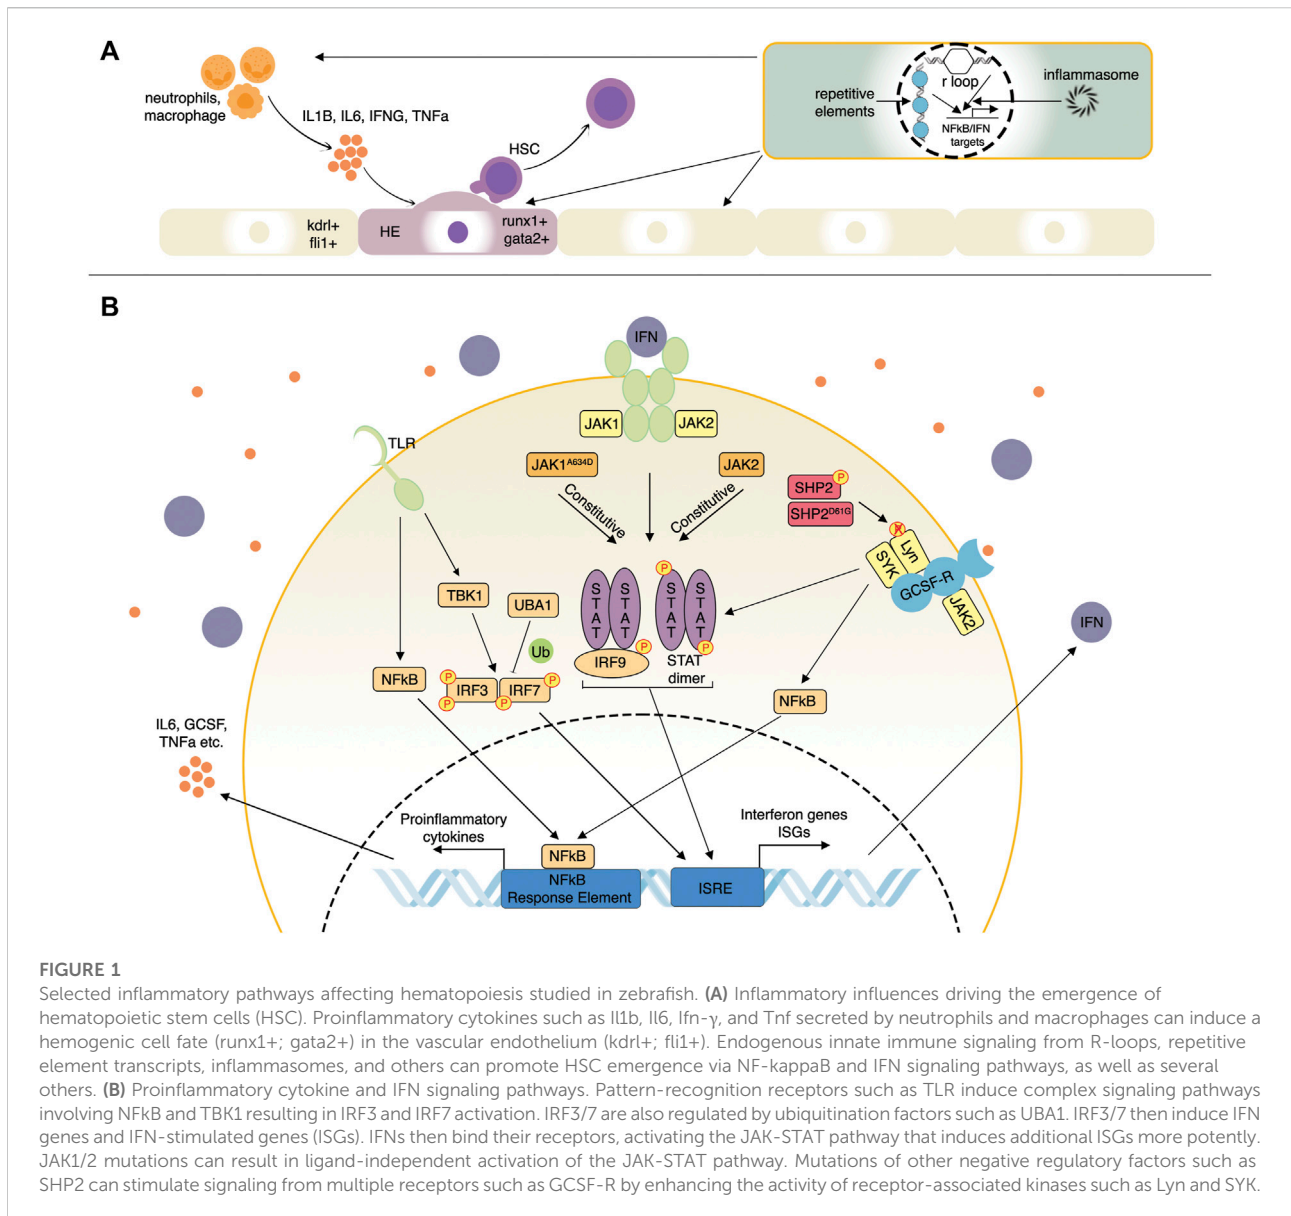 A
neutrophils,
macrophage
IL1B, IL6, IFNG, TNFa
HSC
r loop
repetitive
elements
NFkB/IFN
targets
inflammasome
kdrl+
fli1+
HE
runx1+
gata2+
B
IFN
JAK1
JAK2
TLR
JAK1A634D
JAK2
Constitutive
Constitutive
SHP2
P
SHP2D61G
P
Lyn
SYK
GCSF-R
JAK2
TBK1
UBA1
Ub
STAT
STAT
P
STAT
STAT
P
P
IRF9
STAT
dimer
IFN
NFkB
P
P
IRF3
IRF7
P
P
NFkB
IL6, GCSF,
TNFa etc.
Proinflammatory
cytokines
Interferon genes
ISGs
NFkB
NFkB
Response Element
ISRE
FIGURE 1
Selected inflammatory pathways affecting hematopoiesis studied in zebrafish. (A) Inflammatory influences driving the emergence of
hematopoietic stem cells (HSC). Proinflammatory cytokines such as Il1b, Il6, Ifn-γ, and Tnf secreted by neutrophils and macrophages can induce a
hemogenic cell fate (runx1+; gata2+) in the vascular endothelium (kdrl+; fli1+). Endogenous innate immune signaling from R-loops, repetitive
element transcripts, inflammasomes, and others can promote HSC emergence via NF-kappaB and IFN signaling pathways, as well as several
others. (B) Proinflammatory cytokine and IFN signaling pathways. Pattern-recognition receptors such as TLR induce complex signaling pathways
involving NFkB and TBK1 resulting in IRF3 and IRF7 activation. IRF3/7 are also regulated by ubiquitination factors such as UBA1. IRF3/7 then induce IFN
genes and IFN-stimulated genes (ISGs). IFNs then bind their receptors, activating the JAK-STAT pathway that induces additional ISGs more potently.
JAK1/2 mutations can result in ligand-independent activation of the JAK-STAT pathway. Mutations of other negative regulatory factors such as
SHP2 can stimulate signaling from multiple receptors such as GCSF-R by enhancing the activity of receptor-associated kinases such as Lyn and SYK.